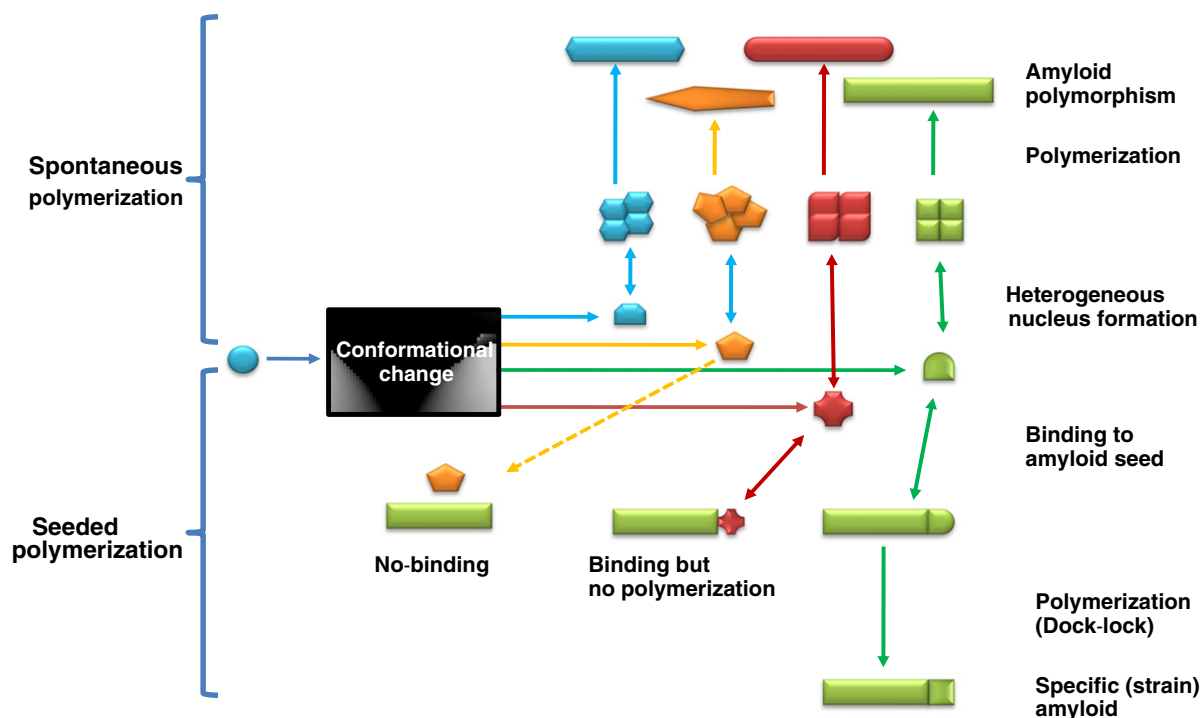 Amyloid
polymorphism
Spontaneous
polymerization
Polymerization
Heterogeneous
nucleus formation
Conformational
change
Binding to
amyloid seed
Seeded
polymerization
No-binding
Binding but
no polymerization
Polymerization
(Dock-lock)
Specific (strain)
amyloid